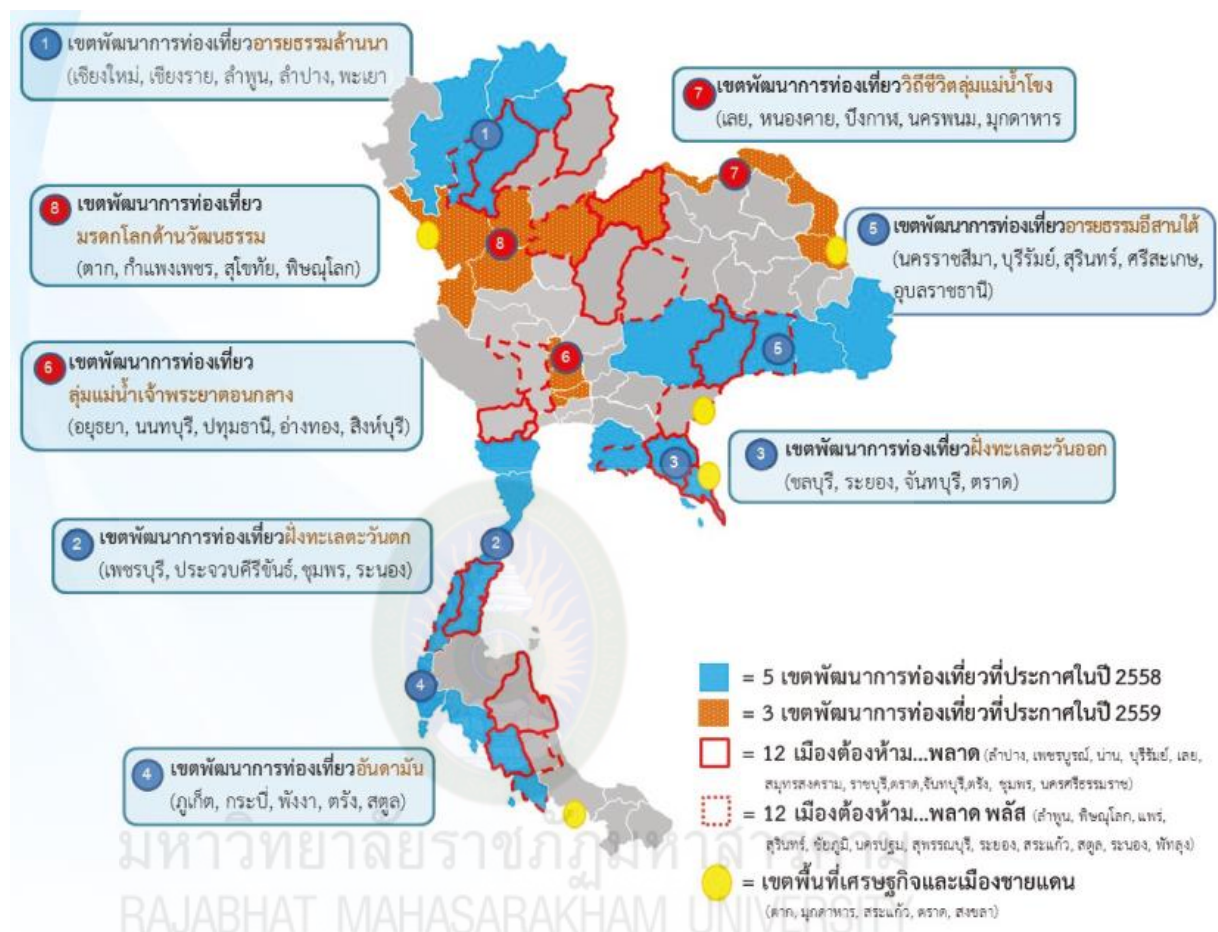 1 เขตพัฒนาการท่องเที่ยวอารยธรรมล้านนา
(เชียงใหม่, เชียงราย, ลำพูน, ลำปาง, พะเยา
7 เขตพัฒนาการท่องเที่ยววิถีชีวิตลุ่มแม่น้ำโขง
(เลย, หนองคาย, บึงกาฬ, นครพนม, มุกดาหาร
8 เขตพัฒนาการท่องเที่ยว
มรดกโลกด้านวัฒนธรรม
(ตาก, กำแพงเพชร, สุโขทัย, พิษณุโลก)
5 เขตพัฒนาการท่องเที่ยวอารยธรรมอีสานใต้
(นครราชสีมา, บุรีรัมย์, สุรินทร์, ศรีสะเกษ,
อุบลราชธานี)
6 เขตพัฒนาการท่องเที่ยว
ลุ่มแม่น้ำเจ้าพระยาตอนกลาง
(อยุธยา, นนทบุรี, ปทุมธานี, อ่างทอง, สิงห์บุรี)
3 เขตพัฒนาการท่องเที่ยวฝั่งทะเลตะวันออก
(ชลบุรี, ระยอง, จันทบุรี, ตราด)
2 เขตพัฒนาการท่องเที่ยวฝั่งทะเลตะวันตก
(เพชรบุรี, ประจวบคีรีขันธ์, ชุมพร, ระนอง)
4 เขตพัฒนาการท่องเที่ยวอันดามัน
(ภูเก็ต, กระบี่, พังงา, ตรัง, สตูล)
1
7
8
5
6
3
2
4
= 5 เขตพัฒนาการท่องเที่ยวที่ประกาศในปี 2558
= 3 เขตพัฒนาการท่องเที่ยวที่ประกาศในปี 2559
= 12 เมืองต้องห้าม...พลาด (ลำปาง, เพชรบูรณ์, น่าน, บุรีรัมย์, เลย,
สมุทรสงคราม, ราชบุรี,ตราด,จันทบุรี,ตรัง, ชุมพร, นครศรีธรรมราช)
= 12 เมืองต้องห้าม...พลาด พลัส (ลำพูน, พิษณุโลก, แพร่,
สุรินทร์, ชัยภูมิ, นครปฐม, สุพรรณบุรี, ระยอง, สระแก้ว, สตูล, ระนอง, พัทลุง)
= เขตพื้นที่เศรษฐกิจและเมืองชายแดน
(ตาก, มุกดาหาร, สระแก้ว, ตราด, สงขลา)
มหาวิทยาลัยราชภัฏมหาสารคาม
RAJABHAT MAHASARAKHAM UNIVERSITY